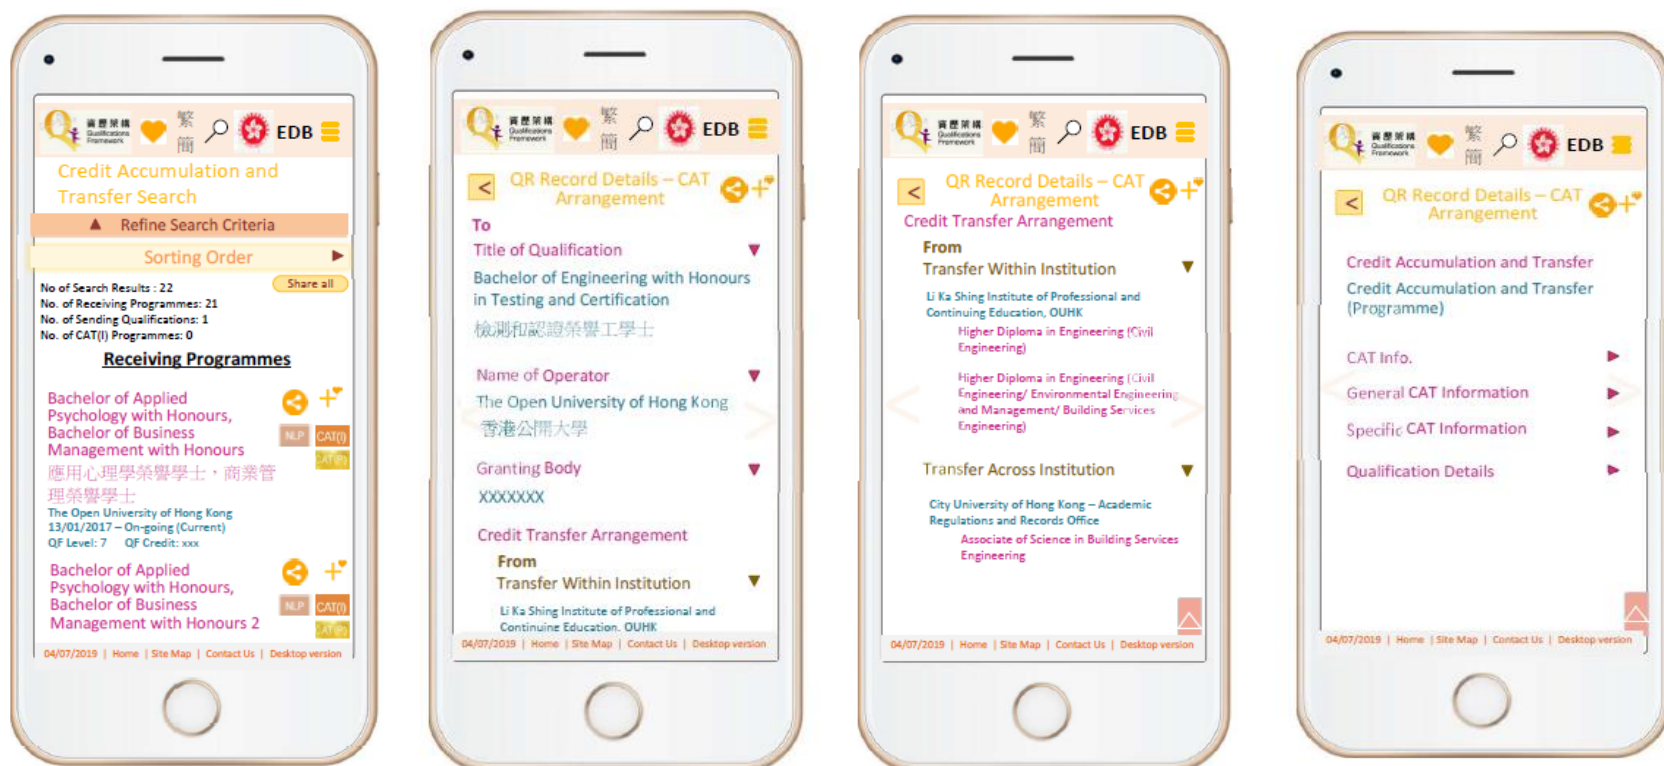 資歷架構
Qualifications
Framework
繁
簡
EDB
Credit Accumulation and
Transfer Search
▲ Refine Search Criteria
Sorting Order ▶
No of Search Results : 22
Share all
No. of Receiving Programmes: 21
No. of Sending Qualifications: 1
No. of CAT(I) Programmes: 0
Receiving Programmes
Bachelor of Applied
Psychology with Honours,
Bachelor of Business
Management with Honours
NLP CAT(I)
CAT(P)
應用心理學榮譽學士，商業管
理榮譽學士
The Open University of Hong Kong
13/01/2017 – On-going (Current)
QF Level: 7 QF Credit: xxx
Bachelor of Applied
Psychology with Honours,
Bachelor of Business
Management with Honours 2
NLP CAT(I)
CAT(P)
04/07/2019 | Home | Site Map | Contact Us | Desktop version
資歷架構
Qualifications
Framework
繁
簡
EDB
<
QR Record Details – CAT
Arrangement
To
Title of Qualification ▼
Bachelor of Engineering with Honours
in Testing and Certification
檢測和認證榮譽工學士
Name of Operator ▼
The Open University of Hong Kong
香港公開大學
Granting Body ▼
XXXXXXX
Credit Transfer Arrangement
From
Transfer Within Institution ▼
Li Ka Shing Institute of Professional and
Continuing Education, OUHK
04/07/2019 | Home | Site Map | Contact Us | Desktop version
資歷架構
Qualifications
Framework
繁
簡
EDB
<
QR Record Details – CAT
Arrangement
Credit Transfer Arrangement
From
Transfer Within Institution ▼
Li Ka Shing Institute of Professional and
Continuing Education, OUHK
Higher Diploma in Engineering (Civil
Engineering)
Higher Diploma in Engineering (Civil
Engineering/ Environmental Engineering
and Management/ Building Services
Engineering)
Transfer Across Institution ▼
City University of Hong Kong – Academic
Regulations and Records Office
Associate of Science in Building Services
Engineering
04/07/2019 | Home | Site Map | Contact Us | Desktop version
資歷架構
Qualifications
Framework
繁
簡
EDB
<
QR Record Details – CAT
Arrangement
Credit Accumulation and Transfer
Credit Accumulation and Transfer
(Programme)
CAT Info. ▶
General CAT Information ▶
Specific CAT Information ▶
Qualification Details ▶
04/07/2019 | Home | Site Map | Contact Us | Desktop version